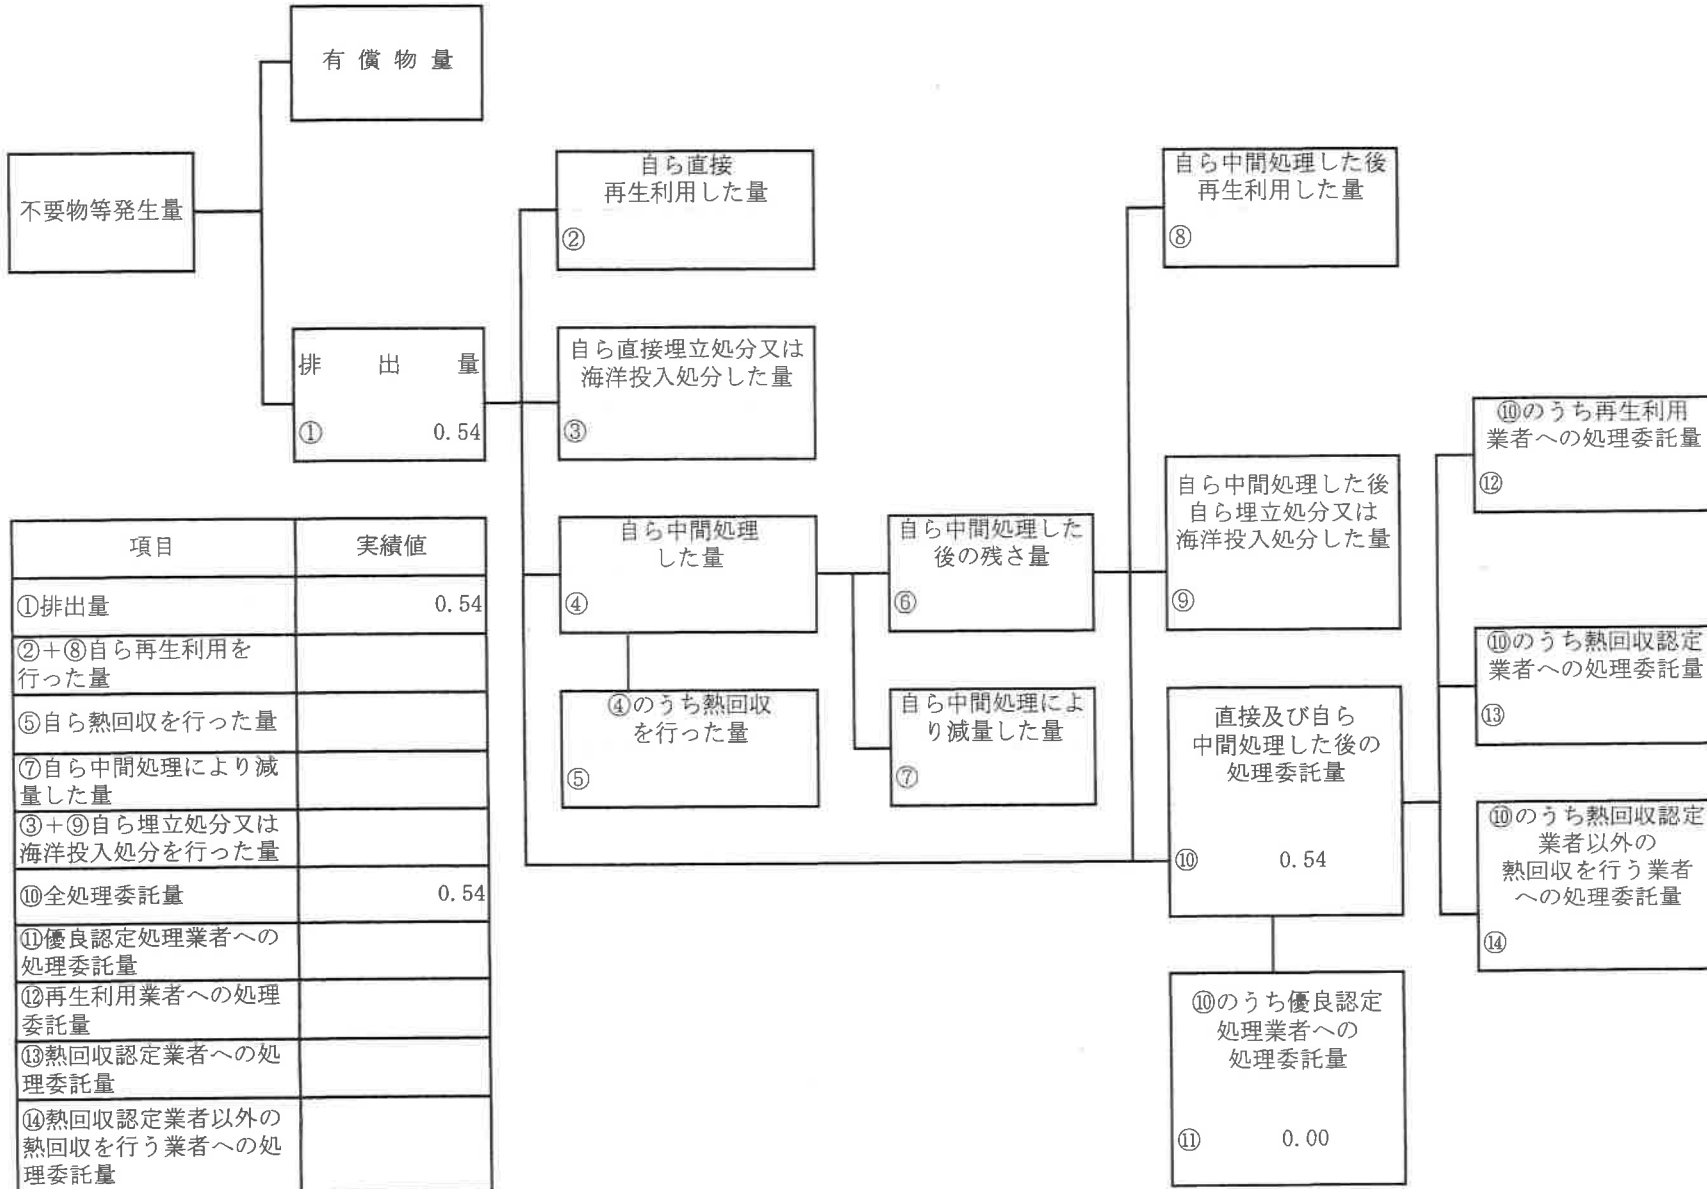 有償物量
不要物等発生量
排出量
① 0.54
自ら直接
再生利用した量
②
自ら直接埋立処分又は
海洋投入処分した量
③
自ら中間処理
した量
④
④のうち熱回収
を行った量
⑤
自ら中間処理した
後の残さ量
⑥
自ら中間処理によ
り減量した量
⑦
自ら中間処理した後
再生利用した量
⑧
自ら中間処理した後
自ら埋立処分又は
海洋投入処分した量
⑨
直接及び自ら
中間処理した後の
処理委託量
⑩ 0.54
⑩のうち優良認定
処理業者への
処理委託量
⑪ 0.00
⑩のうち再生利用
業者への処理委託量
⑫
⑩のうち熱回収認定
業者への処理委託量
⑬
⑩のうち熱回収認定
業者以外の
熱回収を行う業者
への処理委託量
⑭
項目 実績値
①排出量 0.54
②+⑧自ら再生利用を
行った量
⑤自ら熱回収を行った量
⑦自ら中間処理により減
量した量
③+⑨自ら埋立処分又は
海洋投入処分を行った量
⑩全処理委託量 0.54
⑪優良認定処理業者への
処理委託量
⑫再生利用業者への処理
委託量
⑬熱回収認定業者への処
理委託量
⑭熱回収認定業者以外の
熱回収を行う業者への処
理委託量